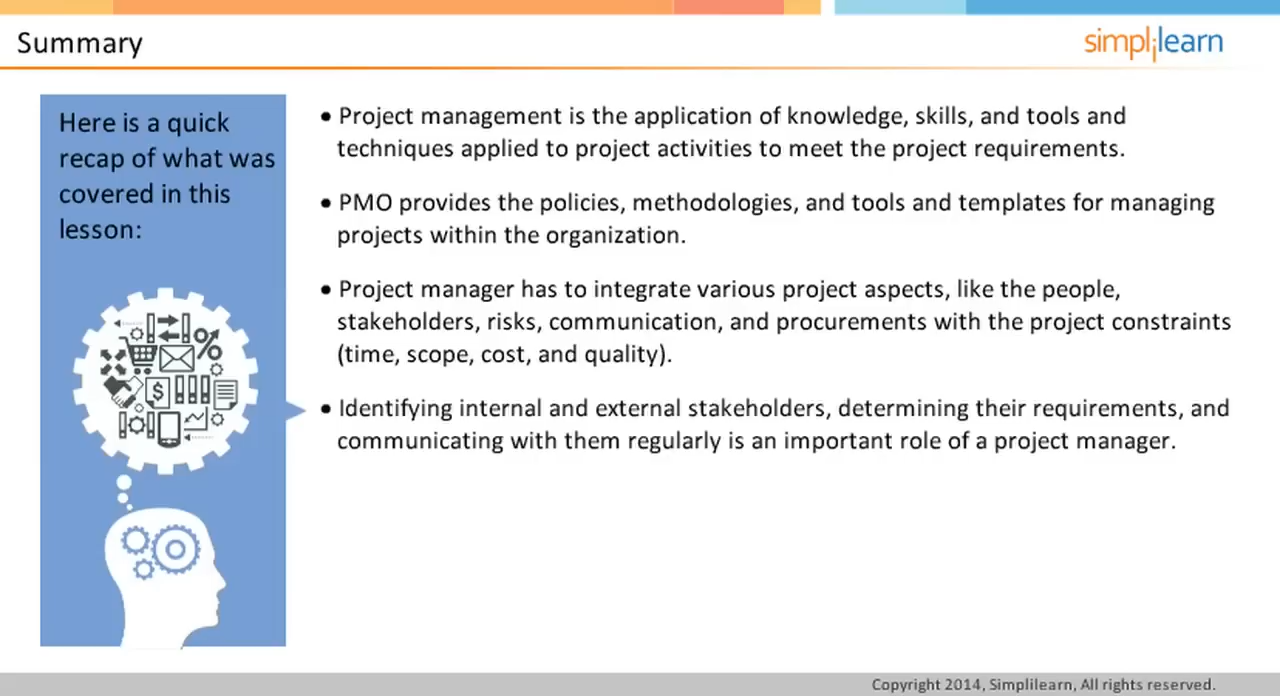 Summary
simplilearn
Here is a quick
recap of what was
covered in this
lesson:
• Project management is the application of knowledge, skills, and tools and
techniques applied to project activities to meet the project requirements.
• PMO provides the policies, methodologies, and tools and templates for managing
projects within the organization.
• Project manager has to integrate various project aspects, like the people,
stakeholders, risks, communication, and procurements with the project constraints
(time, scope, cost, and quality).
• Identifying internal and external stakeholders, determining their requirements, and
communicating with them regularly is an important role of a project manager.
%
$
Copyright 2014, Simplilearn, All rights reserved.